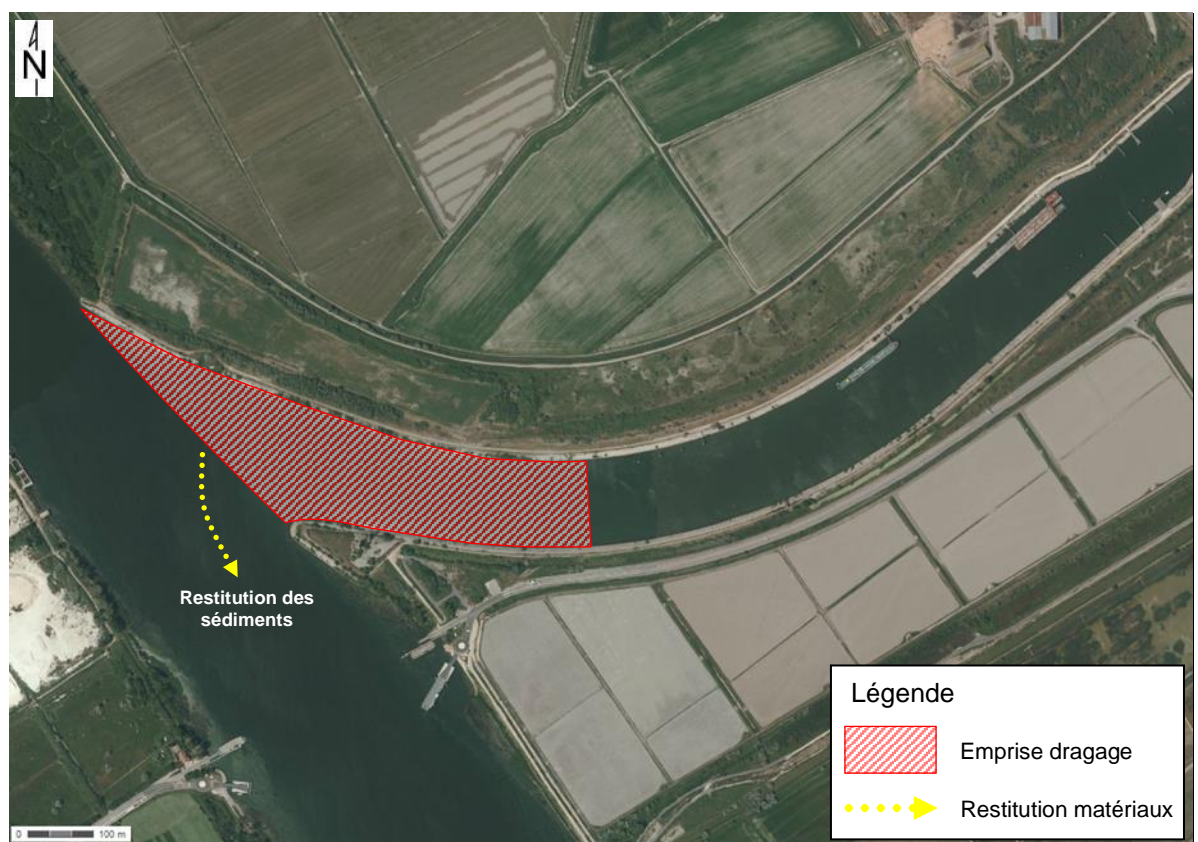 N
Restitution des
sédiments
Légende
Emprise dragage
Restitution matériaux
0 100 m